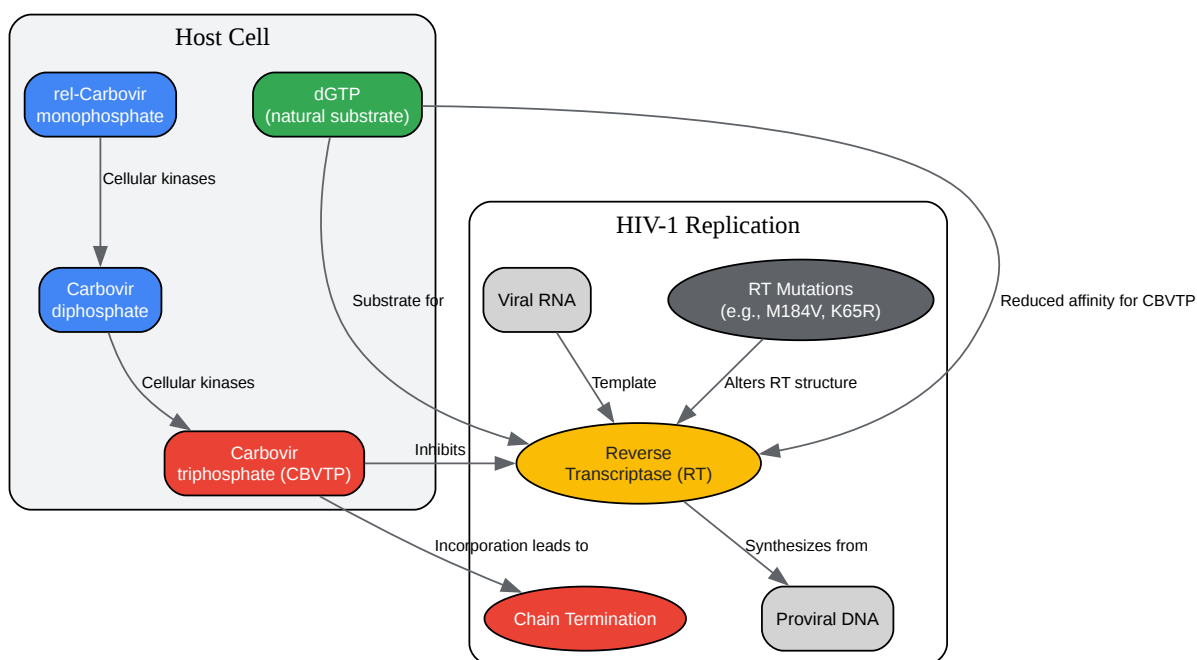 Host Cell
rel-Carbovir
monophosphate
dGTP
(natural substrate)
Cellular kinases
HIV-1 Replication
Carbovir
diphosphate
Viral RNA
RT Mutations
(e.g., M184V, K65R)
Substrate for
Reduced affinity for CBVTP
Cellular kinases
Template
Alters RT structure
Carbovir
triphosphate (CBVTP)
Inhibits
Reverse
Transcriptase (RT)
Incorporation leads to
Synthesizes from
Chain Termination
Proviral DNA